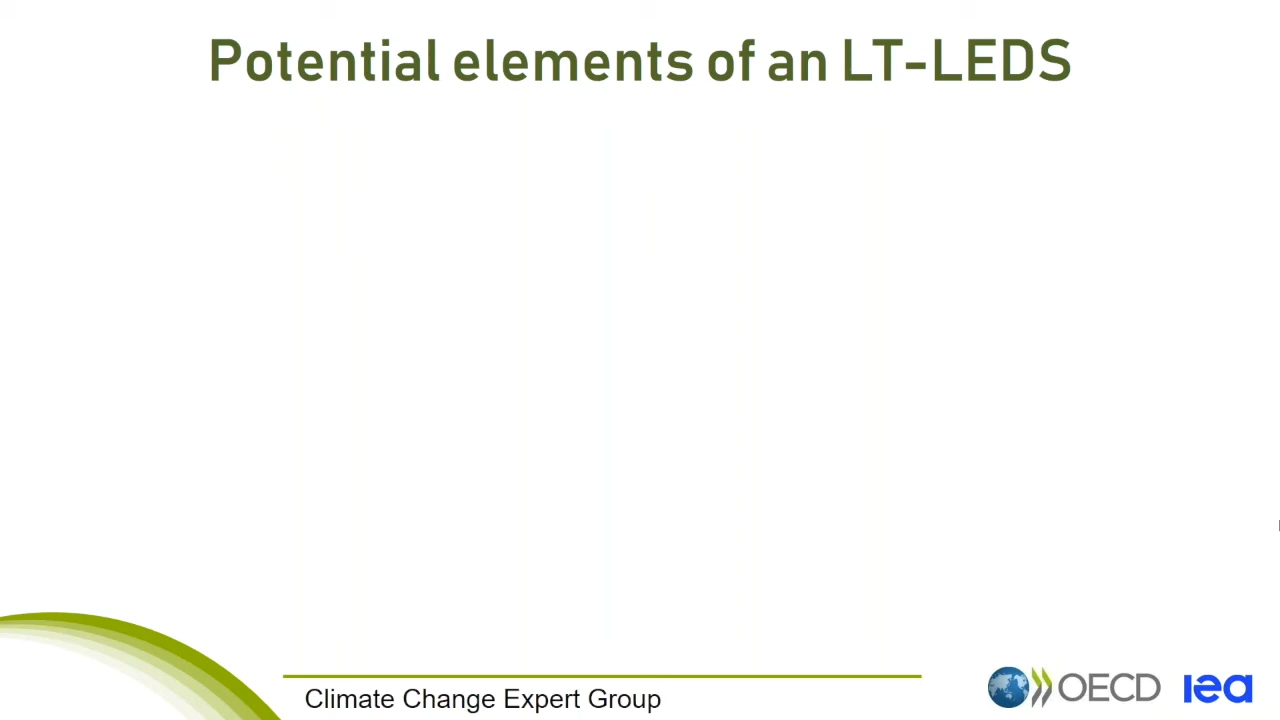 Potential elements of an LT-LEDS
Climate Change Expert Group
OECD
iea